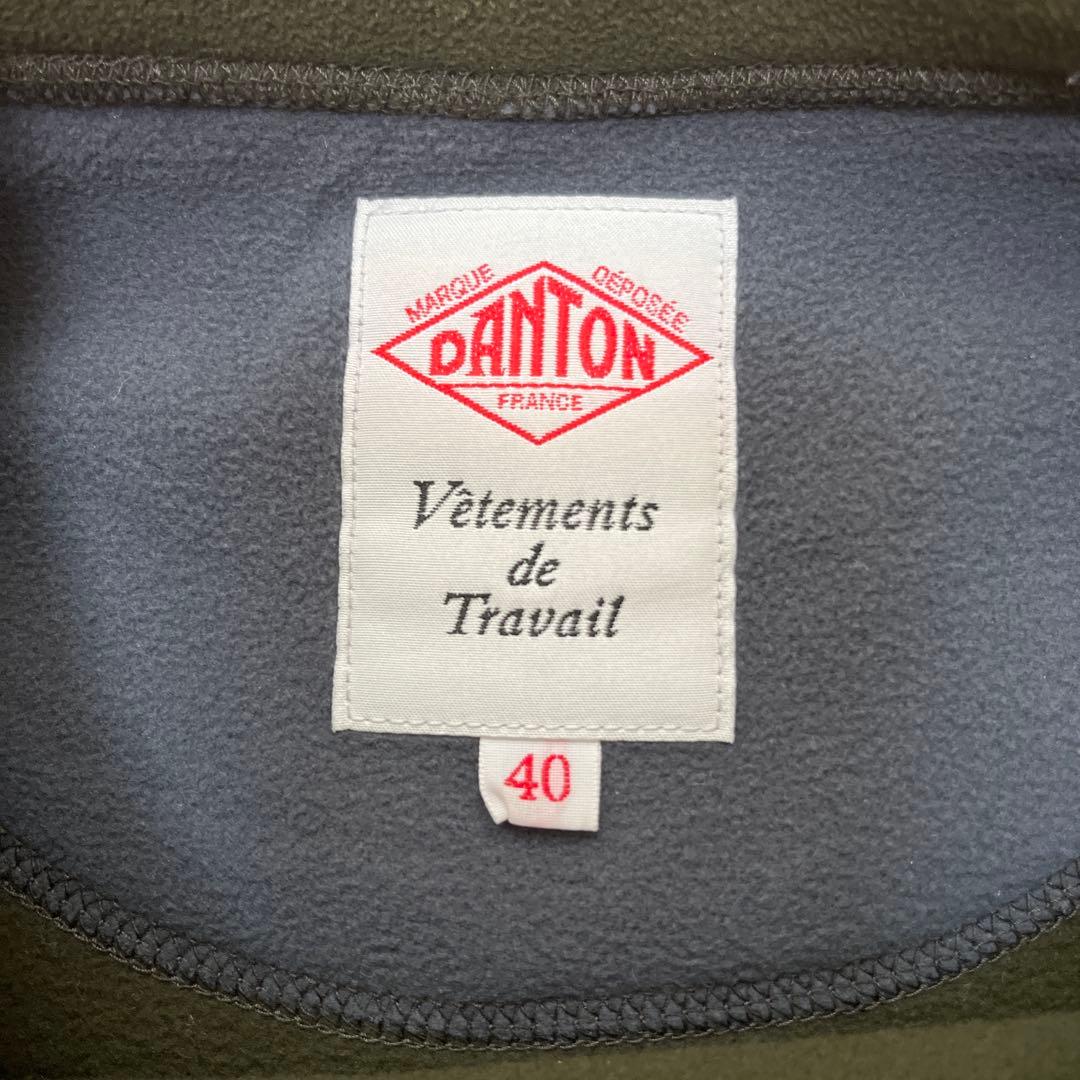 MARQUE DÉPOSÉE
DANTON
FRANCE
Vêtements
de
Travail
40